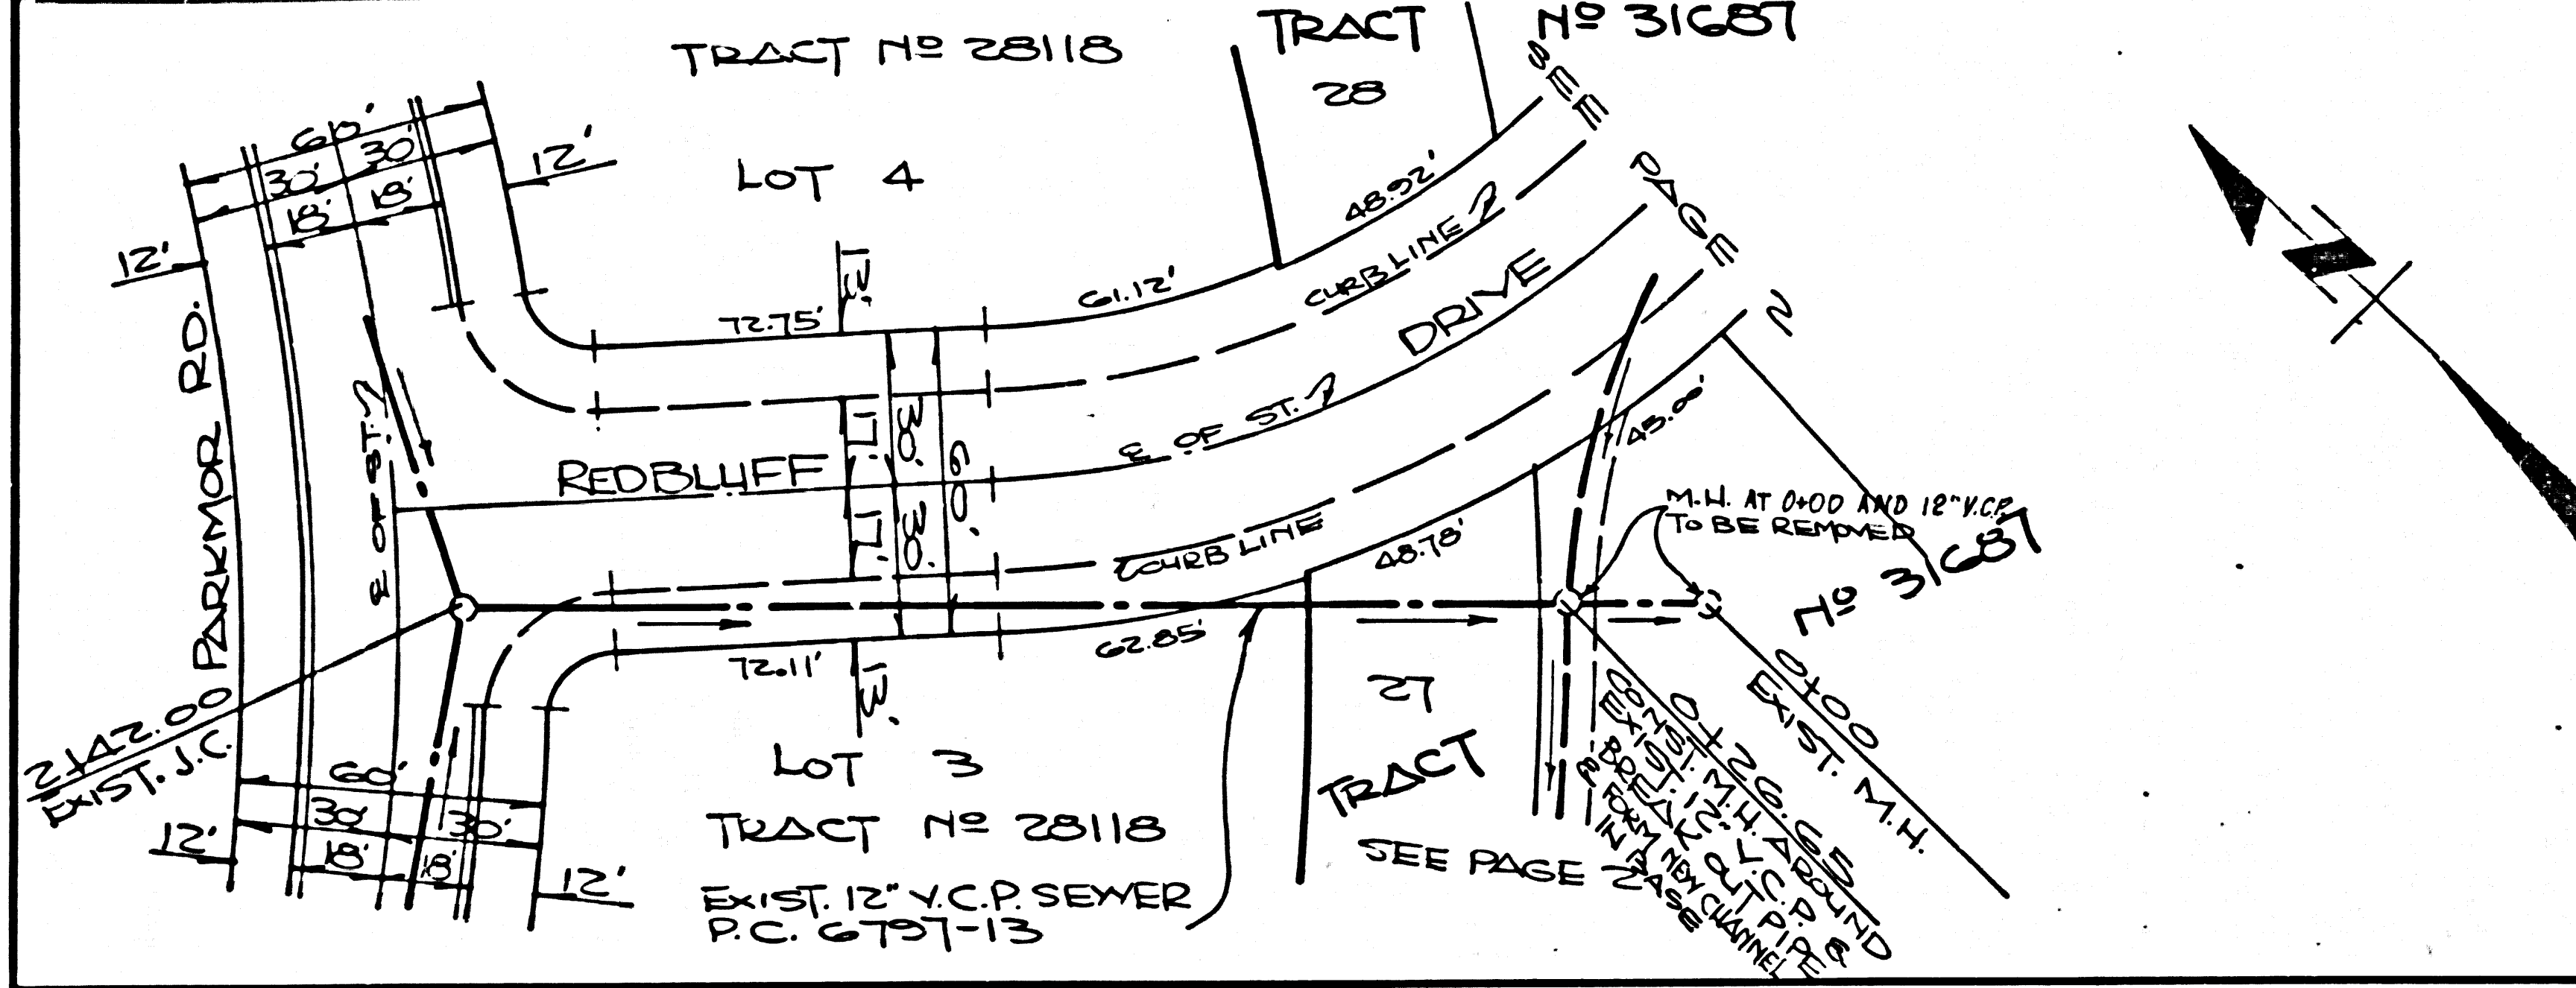 TRACT Nº 28118
TRACT Nº 31687
28
SEE PAGE 2
60'
30' 30'
18' 18'
12'
12'
LOT 4
48.92'
CURB LINE
13'
61.12'
72.75'
DRIVE
PARKMOR RD.
℄ OF ST.
REDBLUFF
17' 30' 60'
17' 30'
℄ OF ST.
45.00'
M.H. AT 0+00 AND 12" V.C.P.
TO BE REMOVED
CURB LINE
48.78'
Nº 31687
62.85'
72.11'
13'
27
TRACT
2+42.00
EXIST. J.C.
0+00
EXIST. M.H.
0+26.65
CONST. M.H. AROUND
EXIST. 12" V.C.P.
BREAK OUT PIPE
& FORM NEW CHANNEL
IN BASE
LOT 3
60'
30' 30'
18' 18'
12'
12'
TRACT Nº 28118
SEE PAGE 2
EXIST. 12" V.C.P. SEWER
P.C. 6797-13
N